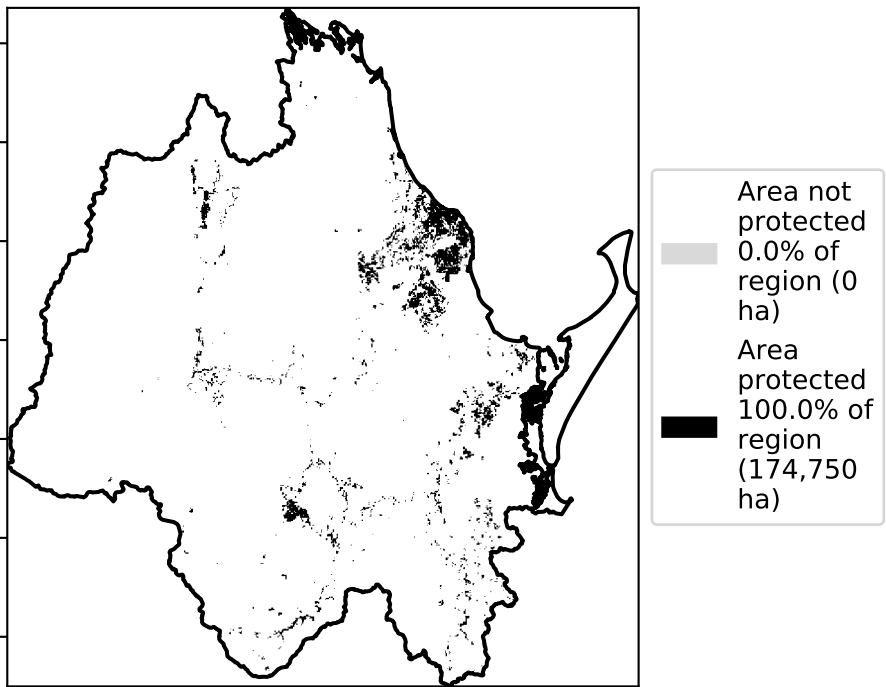 Area not
protected
0.0% of
region (0
ha)
Area
protected
100.0% of
region
(174,750
ha)